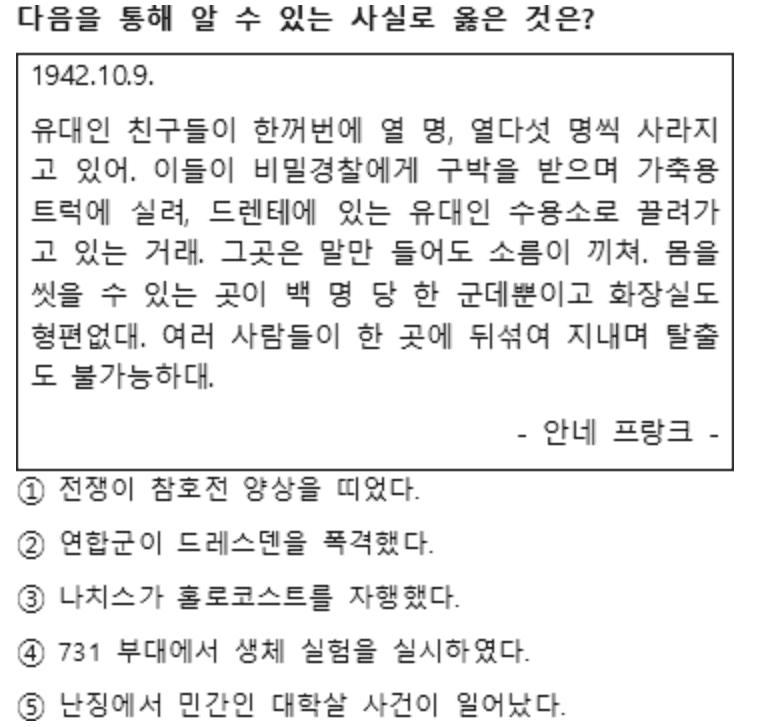 다음을 통해 알 수 있는 사실로 옳은 것은?
1942.10.9.
유대인 친구들이 한꺼번에 열 명, 열다섯 명씩 사라지
고 있어. 이들이 비밀경찰에게 구박을 받으며 가축용
트럭에 실려, 드렌테에 있는 유대인 수용소로 끌려가
고 있는 거래. 그곳은 말만 들어도 소름이 끼쳐. 몸을
씻을 수 있는 곳이 백 명 당 한 군데뿐이고 화장실도
형편없대. 여러 사람들이 한 곳에 뒤섞여 지내며 탈출
도 불가능하대.
- 안네 프랑크 -
① 전쟁이 참호전 양상을 띠었다.
② 연합군이 드레스덴을 폭격했다.
③ 나치스가 홀로코스트를 자행했다.
④ 731 부대에서 생체 실험을 실시하였다.
⑤ 난징에서 민간인 대학살 사건이 일어났다.